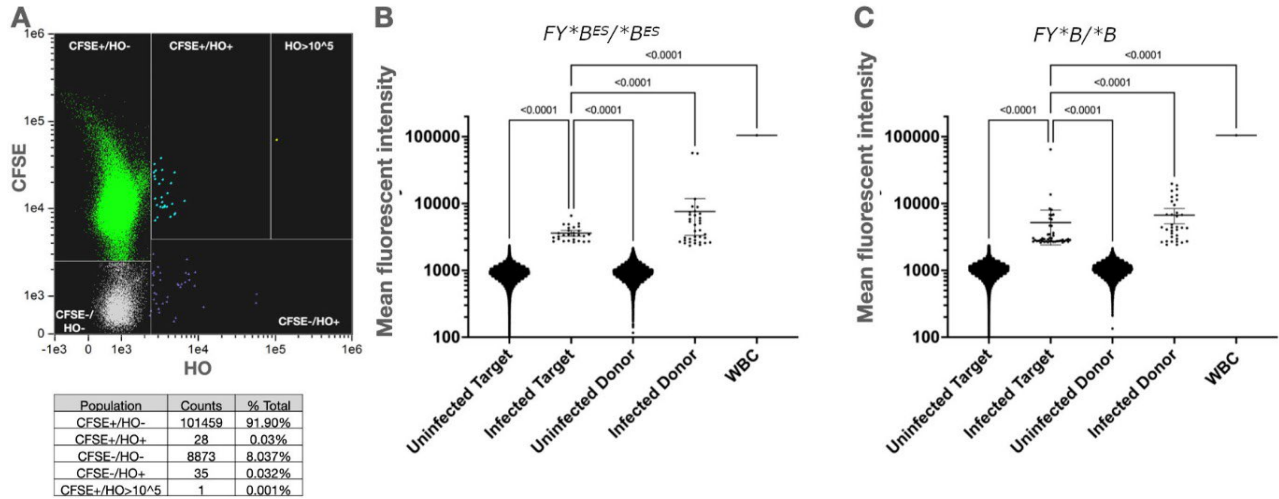 A
1e6
CFSE+/HO-
CFSE+/HO+
HO>10^5
1e5
CFSE
1e4
1e3
CFSE-/
HO-
CFSE-/HO+
0
-1e3 0 1e3 1e4 1e5 1e6
HO
Population Counts % Total
CFSE+/HO- 101459 91.90%
CFSE+/HO+ 28 0.03%
CFSE-/HO- 8873 8.037%
CFSE-/HO+ 35 0.032%
CFSE+/HO>10^5 1 0.001%
B
FY*Bᴱˢ/*Bᴱˢ
Mean fluorescent intensity
<0.0001
<0.0001
<0.0001 <0.0001
100000
10000
1000
100
Uninfected Target
Infected Target
Uninfected Donor
Infected Donor
WBC
C
FY*B/*B
Mean fluorescent intensity
<0.0001
<0.0001
<0.0001 <0.0001
100000
10000
1000
100
Uninfected Target
Infected Target
Uninfected Donor
Infected Donor
WBC